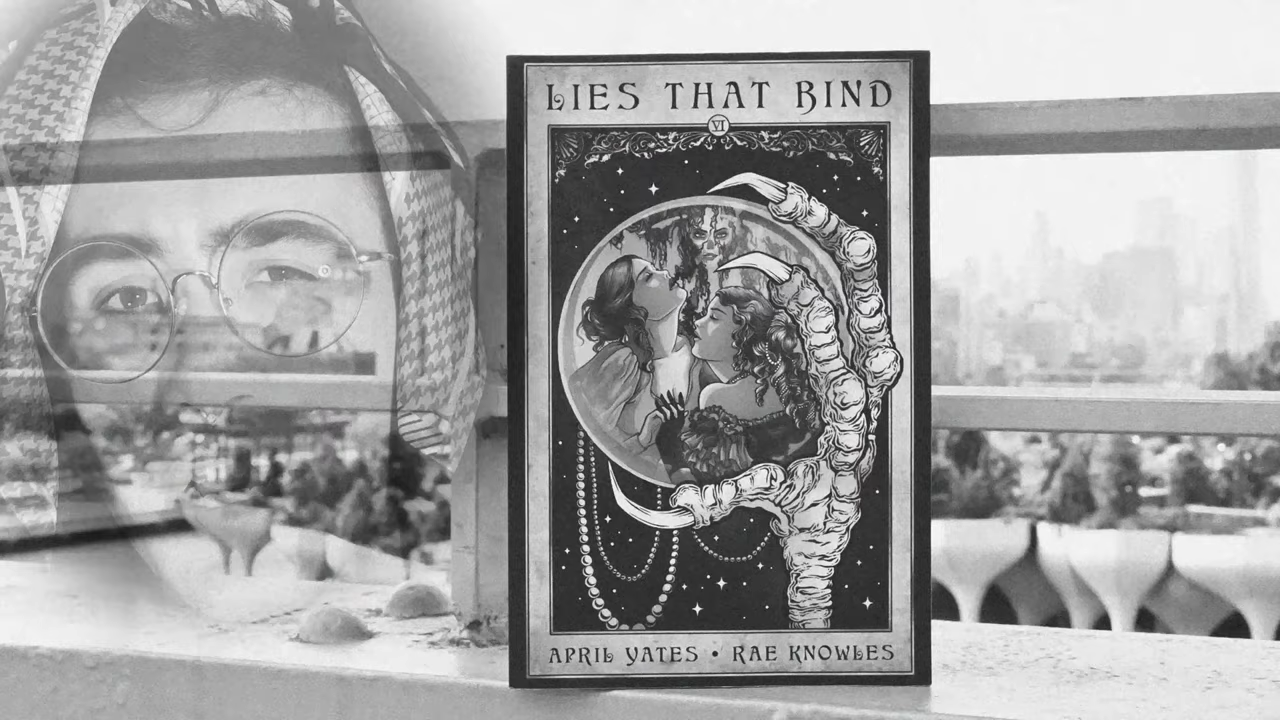 LIES THAT BIND
VI
APRIL YATES • RAE KNOWLES